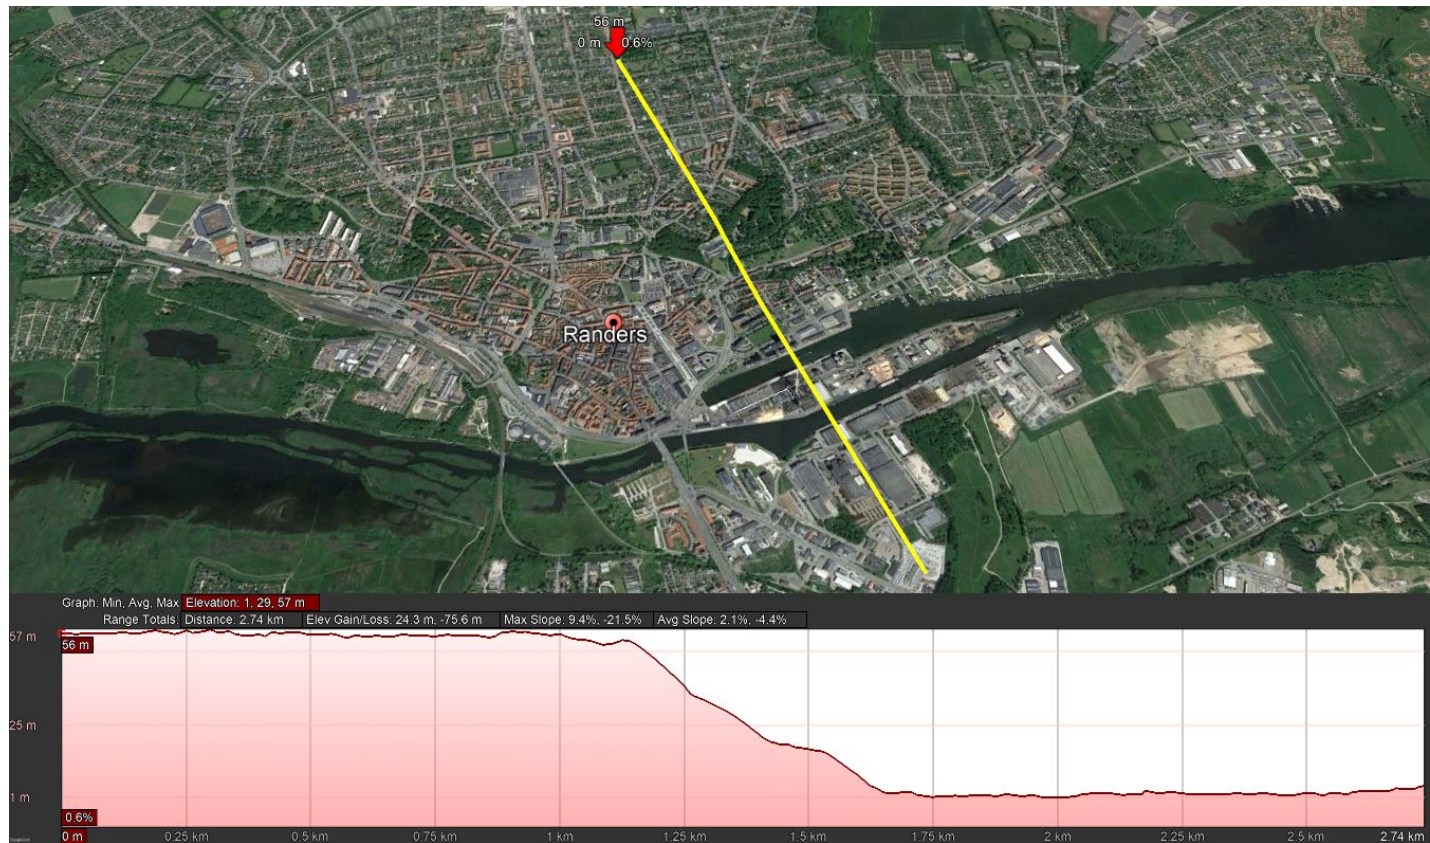 56 m
0 m 0.6%
Randers
Graph: Min, Avg, Max Elevation: 1, 29, 57 m
Range Totals: Distance: 2.74 km Elev Gain/Loss: 24.3 m, -75.6 m Max Slope: 9.4%, -21.5% Avg Slope: 2.1%, -4.4%
57 m
56 m
25 m
1 m
0.6%
0 m 0.25 km 0.5 km 0.75 km 1 km 1.25 km 1.5 km 1.75 km 2 km 2.25 km 2.5 km 2.74 km